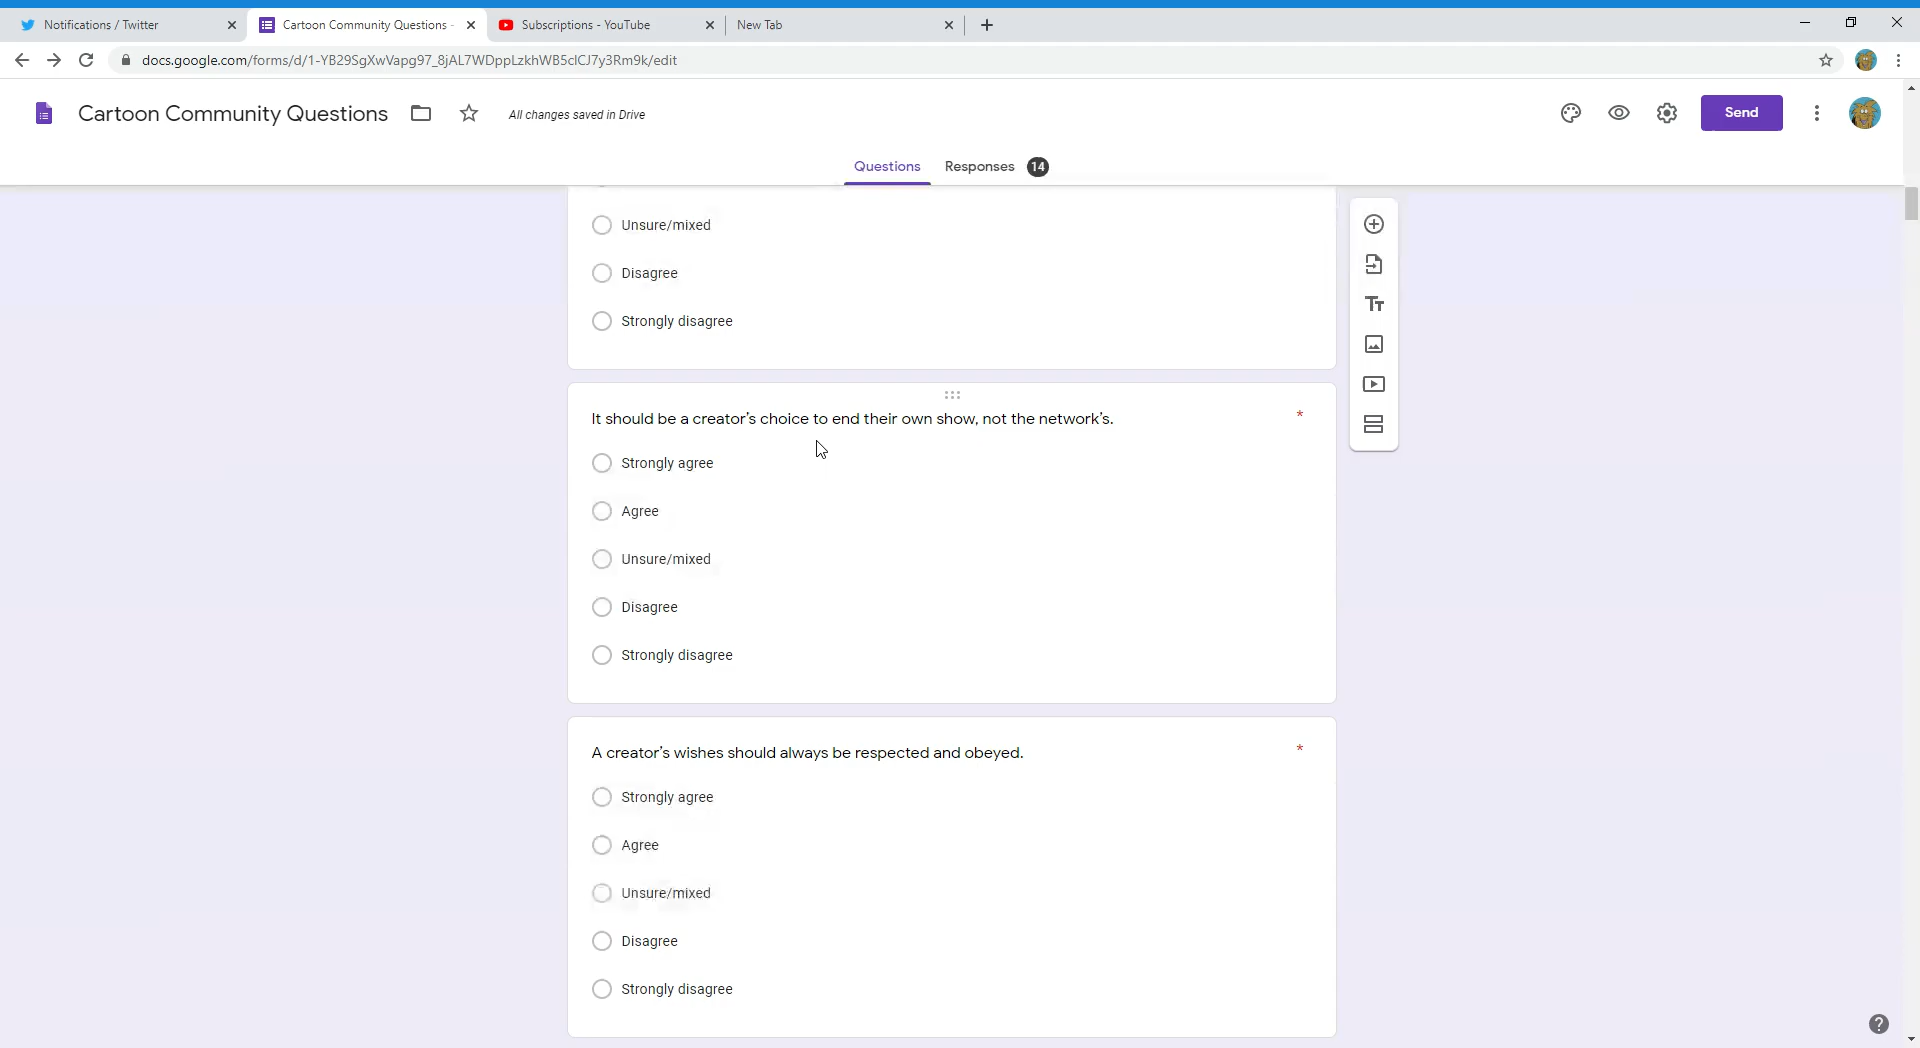 Notifications / Twitter
Cartoon Community Questions -
Subscriptions - YouTube
New Tab
docs.google.com/forms/d/1-YB29SgXwVapg97_8jAL7WDppLzkhWB5clCJ7y3Rm9k/edit
Cartoon Community Questions
All changes saved in Drive
Send
Questions
Responses 14
Unsure/mixed
Disagree
Strongly disagree
It should be a creator’s choice to end their own show, not the network’s. *
Strongly agree
Agree
Unsure/mixed
Disagree
Strongly disagree
A creator’s wishes should always be respected and obeyed. *
Strongly agree
Agree
Unsure/mixed
Disagree
Strongly disagree